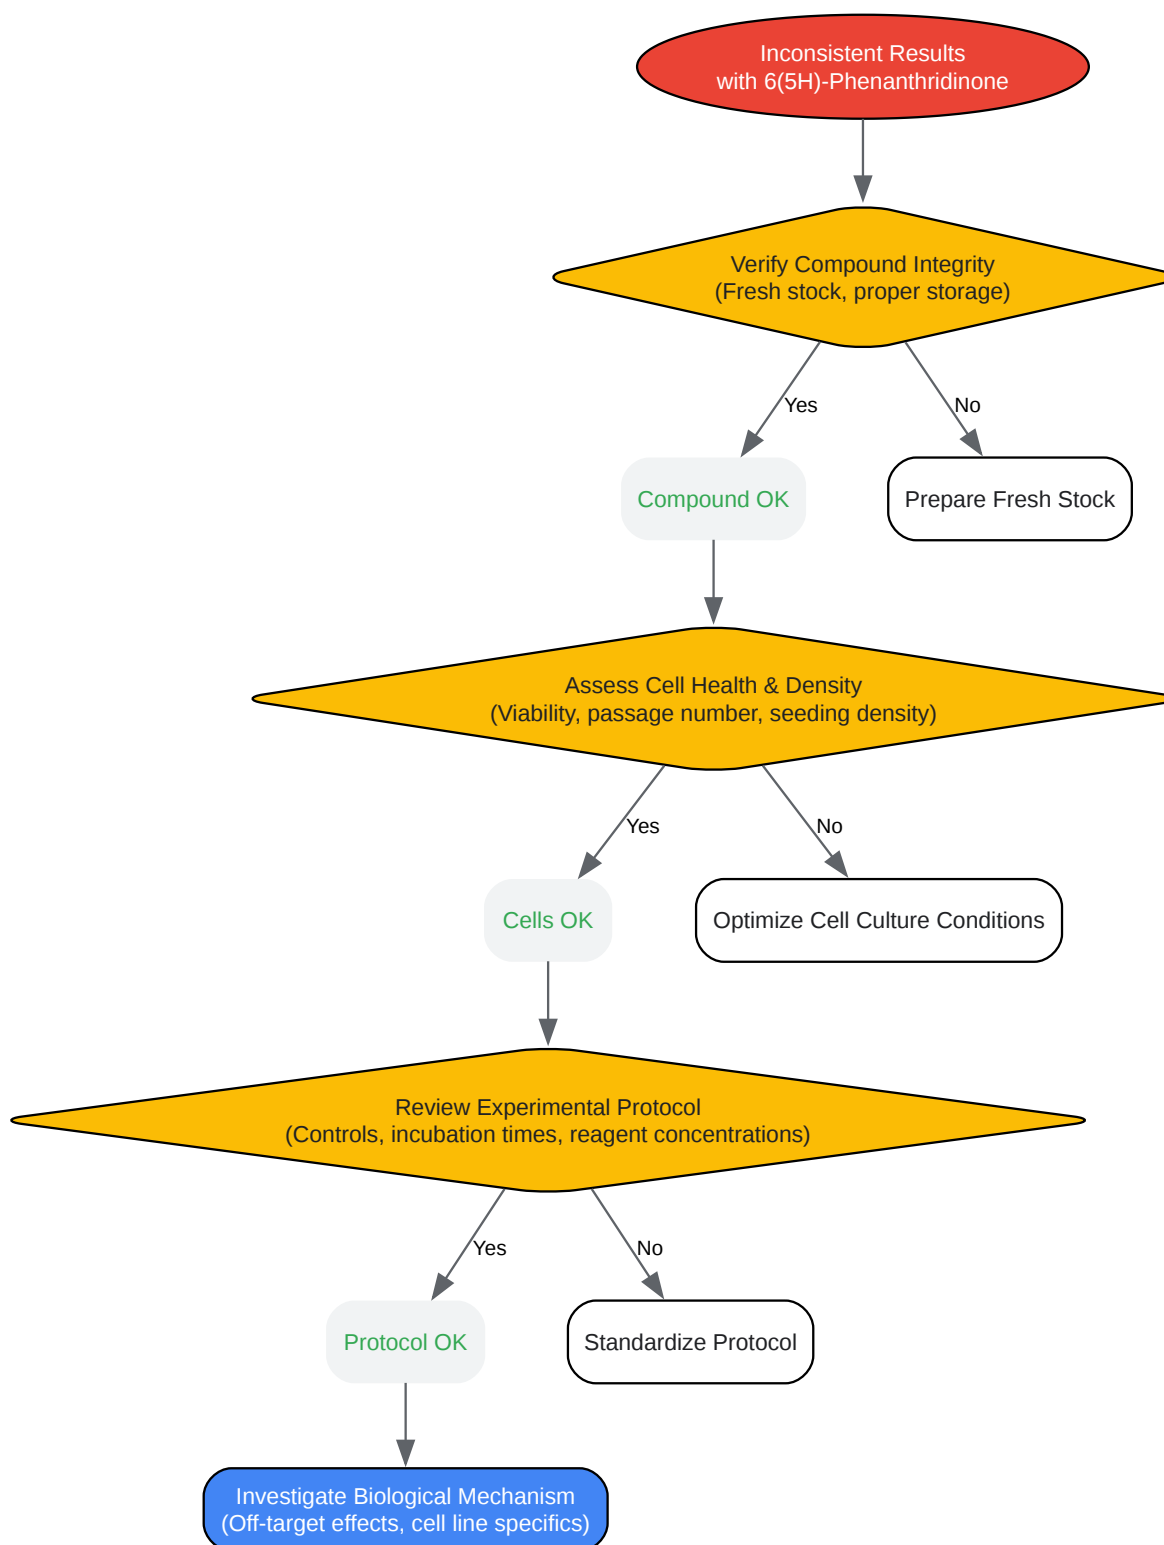 Inconsistent Results
with 6(5H)-Phenanthridinone
Verify Compound Integrity
(Fresh stock, proper storage)
Yes
No
Compound OK
Prepare Fresh Stock
Assess Cell Health & Density
(Viability, passage number, seeding density)
Yes
No
Cells OK
Optimize Cell Culture Conditions
Review Experimental Protocol
(Controls, incubation times, reagent concentrations)
Yes
No
Protocol OK
Standardize Protocol
Investigate Biological Mechanism
(Off-target effects, cell line specifics)